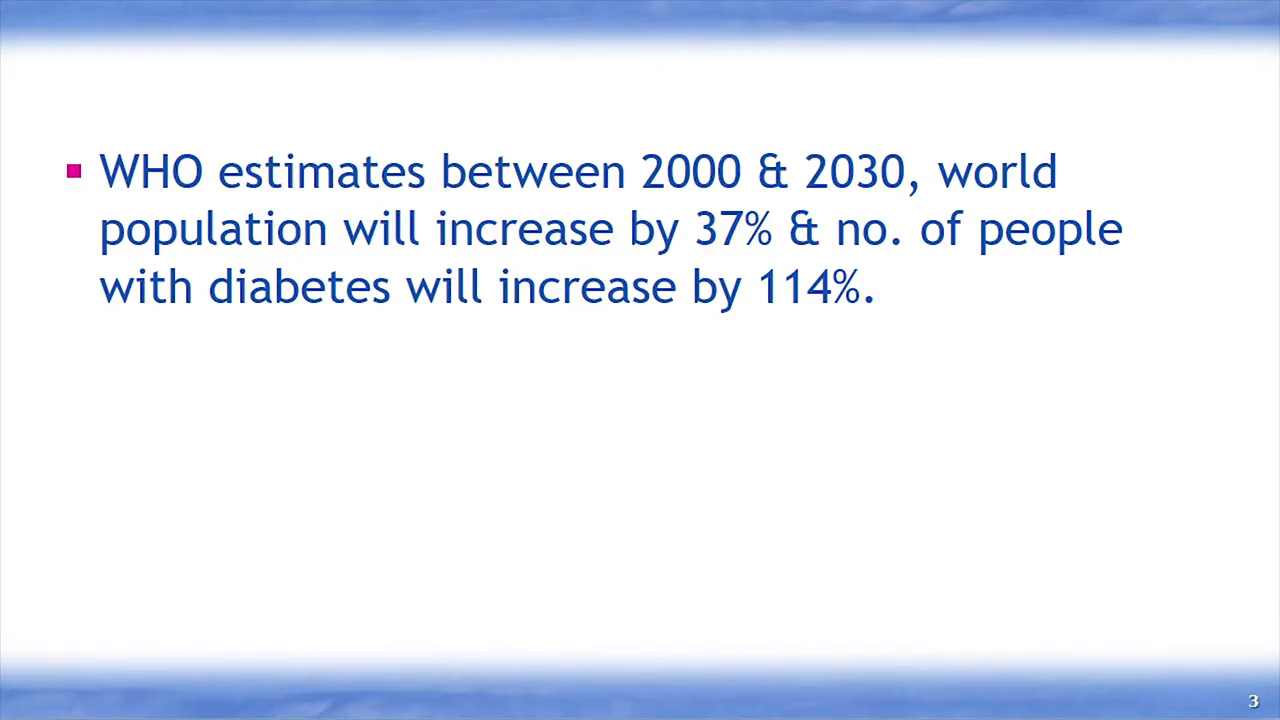 WHO estimates between 2000 & 2030, world
population will increase by 37% & no. of people
with diabetes will increase by 114%.
3